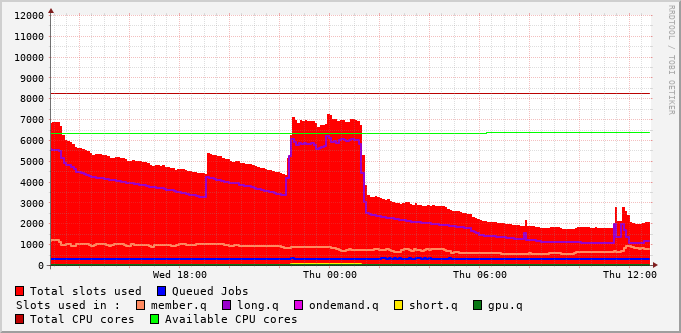 12000
11000
10000
9000
8000
7000
6000
5000
4000
3000
2000
1000
0
Wed 18:00 Thu 00:00 Thu 06:00 Thu 12:00
Total slots used Queued Jobs
Slots used in : member.q long.q ondemand.q short.q gpu.q
Total CPU cores Available CPU cores
RRDTOOL / TOBI OETIKER